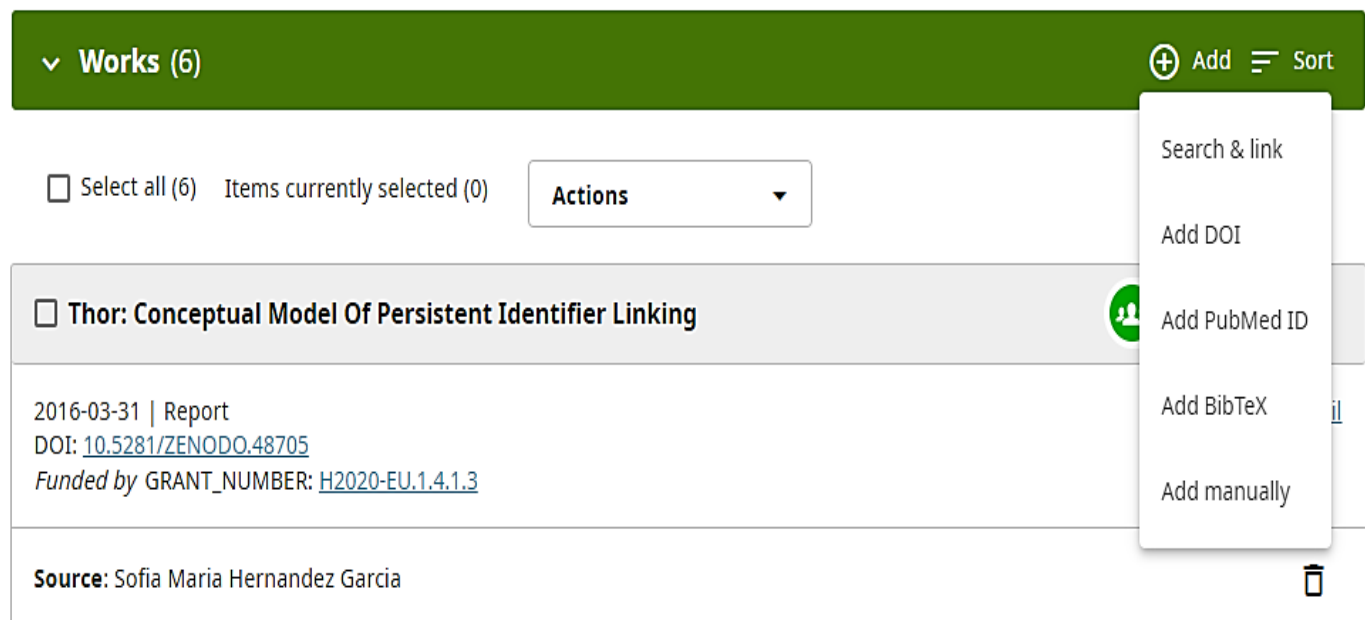 Works (6)
Add
Sort
Select all (6)
Items currently selected (0)
Actions
Search & link
Add DOI
Add PubMed ID
Add BibTeX
Add manually
Thor: Conceptual Model Of Persistent Identifier Linking
2016-03-31 | Report
DOI: 10.5281/ZENODO.48705
Funded by GRANT_NUMBER: H2020-EU.1.4.1.3
Source: Sofia Maria Hernandez Garcia